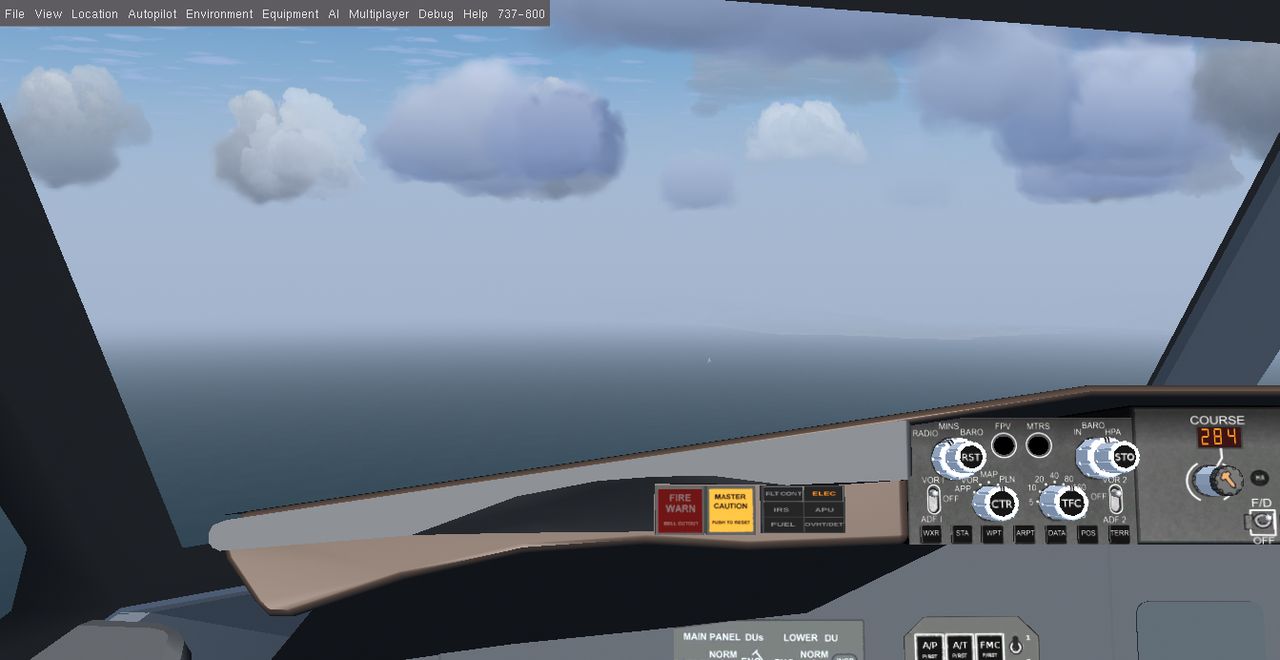 File View Location Autopilot Environment Equipment AI Multiplayer Debug Help 737-800
COURSE
284
RADIO MINS BARO FPV MTRS IN BARO HPA
RST STO
VOR 1 APP VOR MAP PLN 10 20 40 80 VOR 2
OFF CTR 5 TFC OFF
ADF 1 ADF 2
WXR STA WPT ARPT DATA POS TERR
F/D
OFF
FIRE WARN
BELL CUTOUT
MASTER CAUTION
PUSH TO RESET
FLT CONT ELEC
IRS APU
FUEL OVHT/DET
MAIN PANEL DUs LOWER DU
NORM NORM
A/P P/RST A/T P/RST FMC P/RST 1